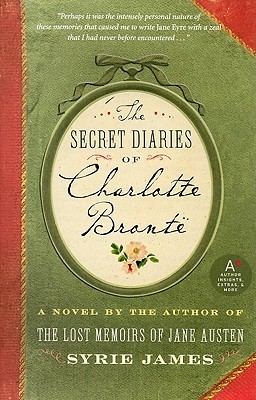 "Perhaps it was the intensely personal nature of
these memories that caused me to write Jane Eyre with a zeal
that I had never before encountered . . ."
The
SECRET DIARIES
OF
Charlotte
Brontë
A+
AUTHOR
INSIGHTS,
EXTRAS, &
MORE
A NOVEL BY THE AUTHOR OF
THE LOST MEMOIRS OF JANE AUSTEN
SYRIE JAMES